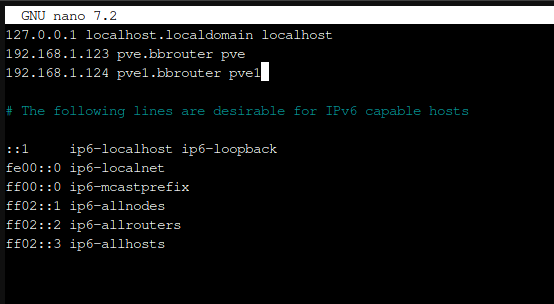 GNU nano 7.2
127.0.0.1 localhost.localdomain localhost
192.168.1.123 pve.bbrouter pve
192.168.1.124 pve1.bbrouter pve1
# The following lines are desirable for IPv6 capable hosts
::1     ip6-localhost ip6-loopback
fe00::0 ip6-localnet
ff00::0 ip6-mcastprefix
ff02::1 ip6-allnodes
ff02::2 ip6-allrouters
ff02::3 ip6-allhosts